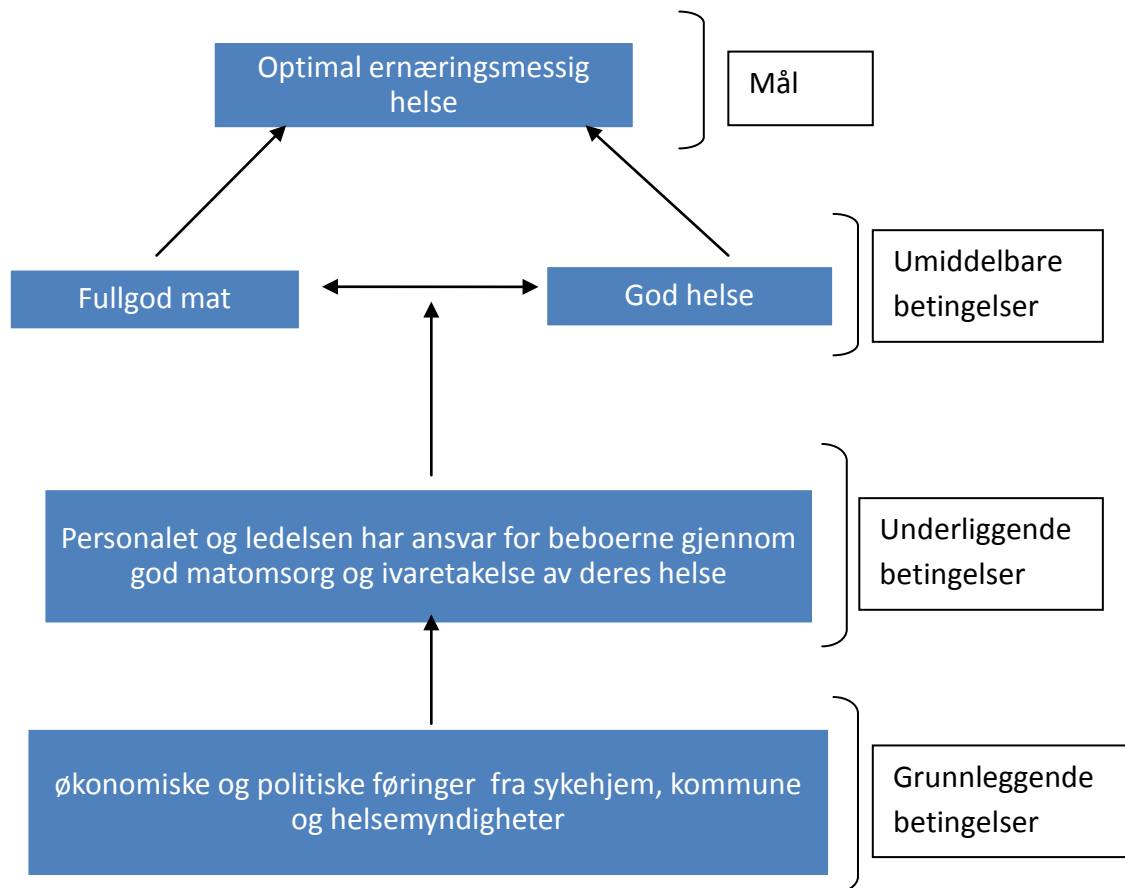 Optimal ernæringsmessig
helse
Mål
Fullgod mat
God helse
Umiddelbare
betingelser
Personalet og ledelsen har ansvar for beboerne gjennom
god matomsorg og ivaretakelse av deres helse
Underliggende
betingelser
økonomiske og politiske føringer  fra sykehjem, kommune
og helsemyndigheter
Grunnleggende
betingelser